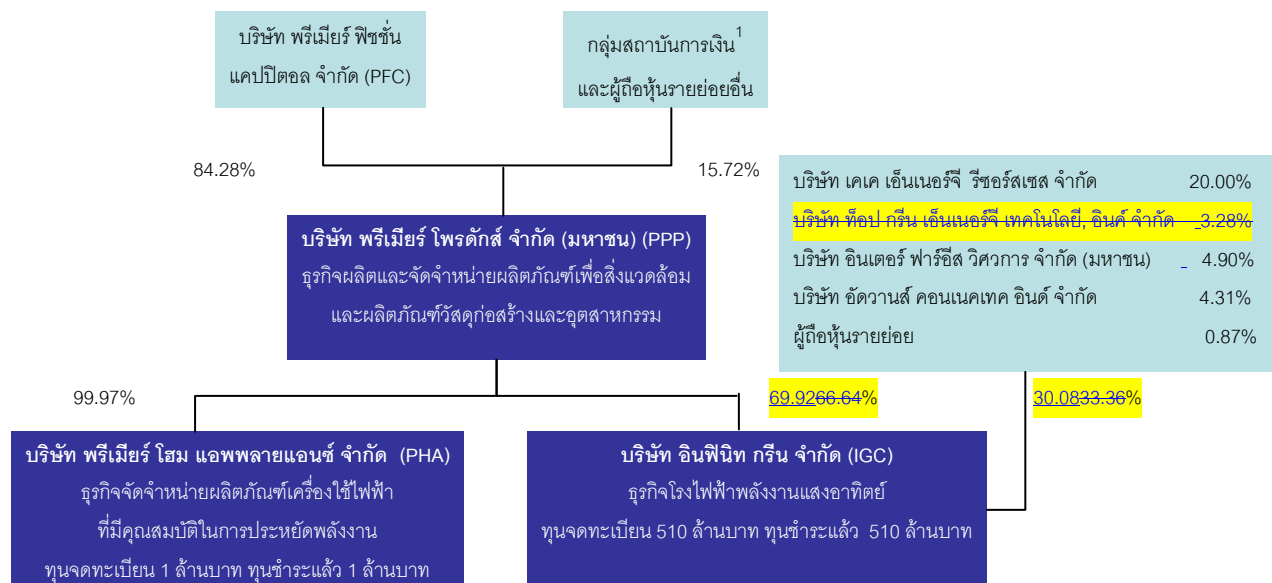 บริษัท พรีเมียร์ ฟิชชั่น
แคปปิตอล จำกัด (PFC)
กลุ่มสถาบันการเงิน1
และผู้ถือหุ้นรายย่อยอื่น
84.28%
15.72%
บริษัท เคเค เอ็นเนอร์จี รีซอร์สเซส จำกัด 20.00%
บริษัท ท็อป กรีน เอ็นเนอร์จี เทคโนโลยี, อินค์ จำกัด 3.28%
บริษัท อินเตอร์ ฟาร์อีส วิศวการ จำกัด (มหาชน) 4.90%
บริษัท อัดวานส์ คอนเนคเทค อินด์ จำกัด 4.31%
ผู้ถือหุ้นรายย่อย 0.87%
บริษัท พรีเมียร์ โพรดักส์ จำกัด (มหาชน) (PPP)
ธุรกิจผลิตและจัดจำหน่ายผลิตภัณฑ์เพื่อสิ่งแวดล้อม
และผลิตภัณฑ์วัสดุก่อสร้างและอุตสาหกรรม
99.97%
69.9266.64%
30.0833.36%
บริษัท พรีเมียร์ โฮม แอพพลายแอนซ์ จำกัด (PHA)
ธุรกิจจัดจำหน่ายผลิตภัณฑ์เครื่องใช้ไฟฟ้า
ที่มีคุณสมบัติในการประหยัดพลังงาน
ทุนจดทะเบียน 1 ล้านบาท ทุนชำระแล้ว 1 ล้านบาท
บริษัท อินฟินิท กรีน จำกัด (IGC)
ธุรกิจโรงไฟฟ้าพลังงานแสงอาทิตย์
ทุนจดทะเบียน 510 ล้านบาท ทุนชำระแล้ว 510 ล้านบาท